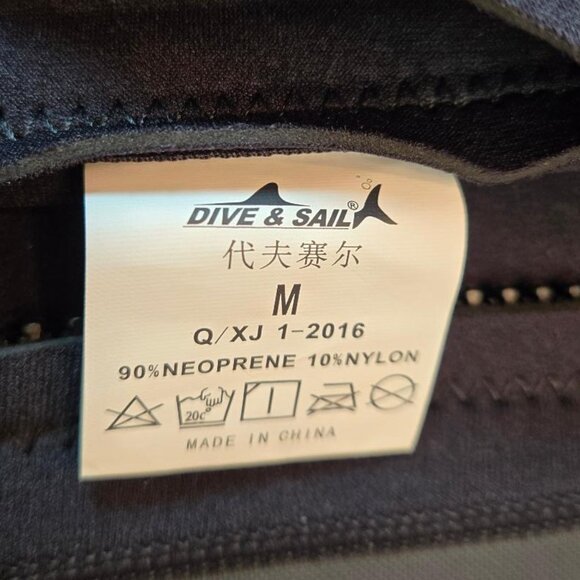 DIVE & SAIL®
代夫赛尔
M
Q/XJ 1-2016
90%NEOPRENE 10%NYLON
20c°
MADE IN CHINA